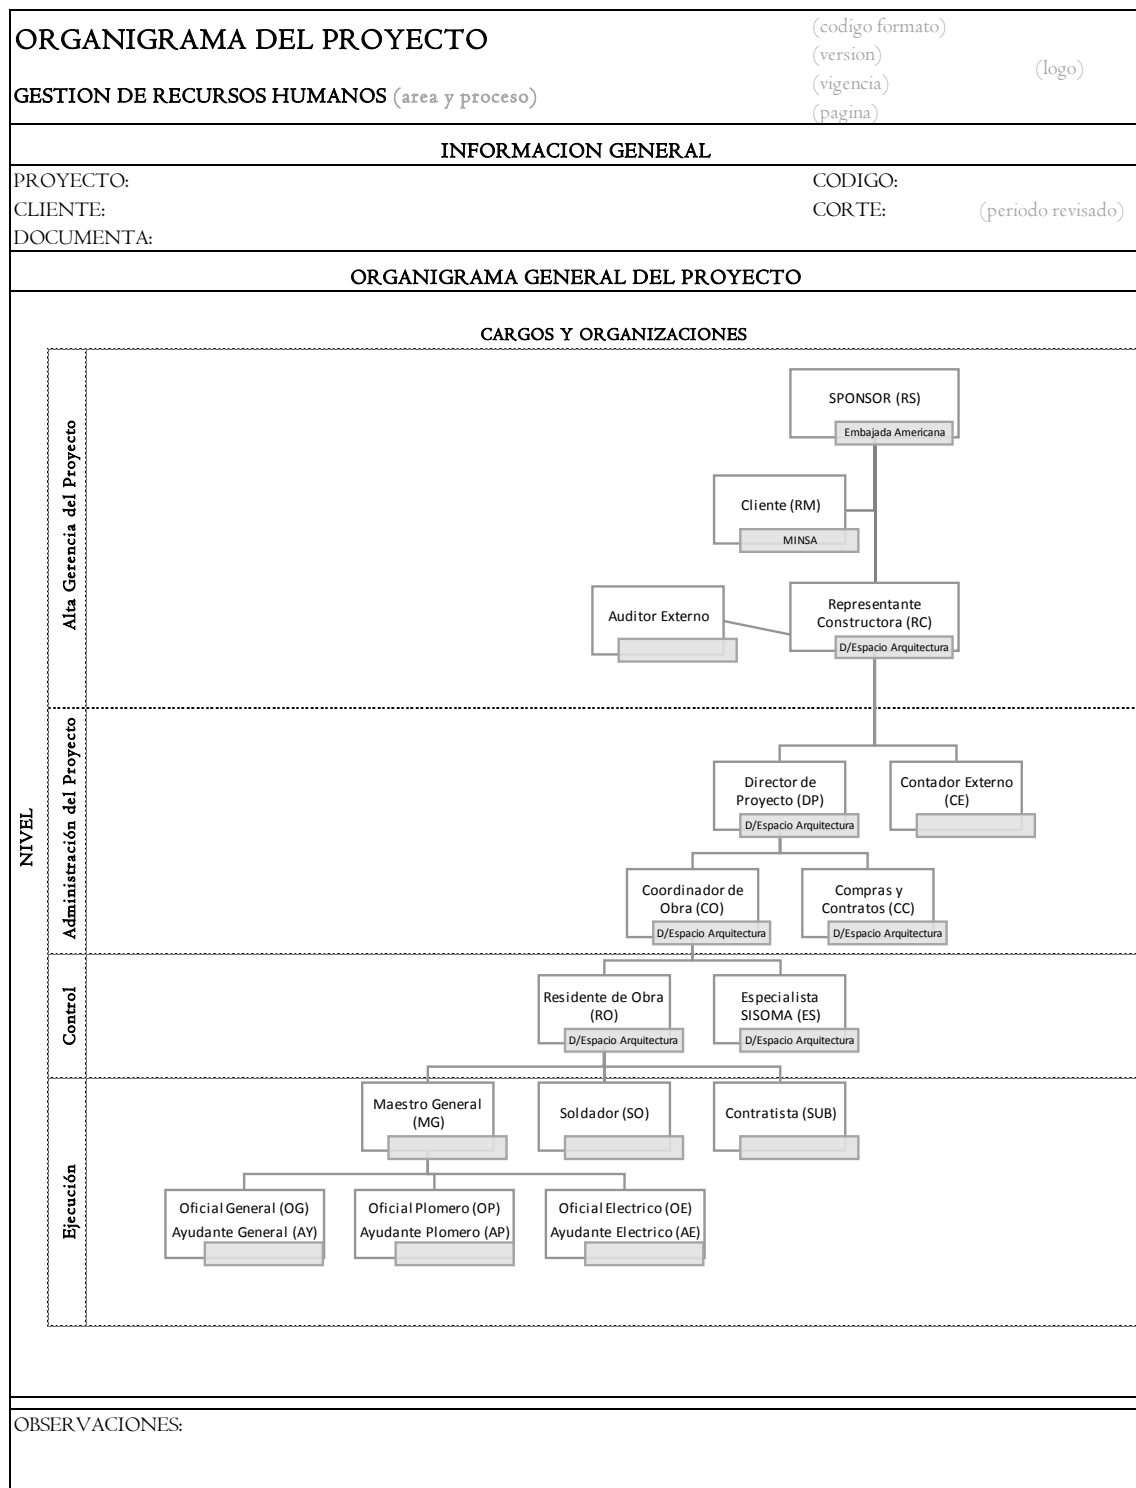 ORGANIGRAMA DEL PROYECTO
GESTION DE RECURSOS HUMANOS (area y proceso)
(codigo formato)
(version)
(vigencia)
(pagina)
(logo)
INFORMACION GENERAL
PROYECTO:
CODIGO:
CLIENTE:
CORTE: (periodo revisado)
DOCUMENTA:
ORGANIGRAMA GENERAL DEL PROYECTO
CARGOS Y ORGANIZACIONES
NIVEL
Alta Gerencia del Proyecto
SPONSOR (RS)
Embajada Americana
Cliente (RM)
MINSA
Auditor Externo
Representante
Constructora (RC)
D/Espacio Arquitectura
Administración del Proyecto
Director de
Proyecto (DP)
D/Espacio Arquitectura
Contador Externo
(CE)
Coordinador de
Obra (CO)
D/Espacio Arquitectura
Compras y
Contratos (CC)
D/Espacio Arquitectura
Control
Residente de Obra
(RO)
D/Espacio Arquitectura
Especialista
SISOMA (ES)
D/Espacio Arquitectura
Ejecución
Maestro General
(MG)
Soldador (SO)
Contratista (SUB)
Oficial General (OG)
Ayudante General (AY)
Oficial Plomero (OP)
Ayudante Plomero (AP)
Oficial Electrico (OE)
Ayudante Electrico (AE)
OBSERVACIONES: